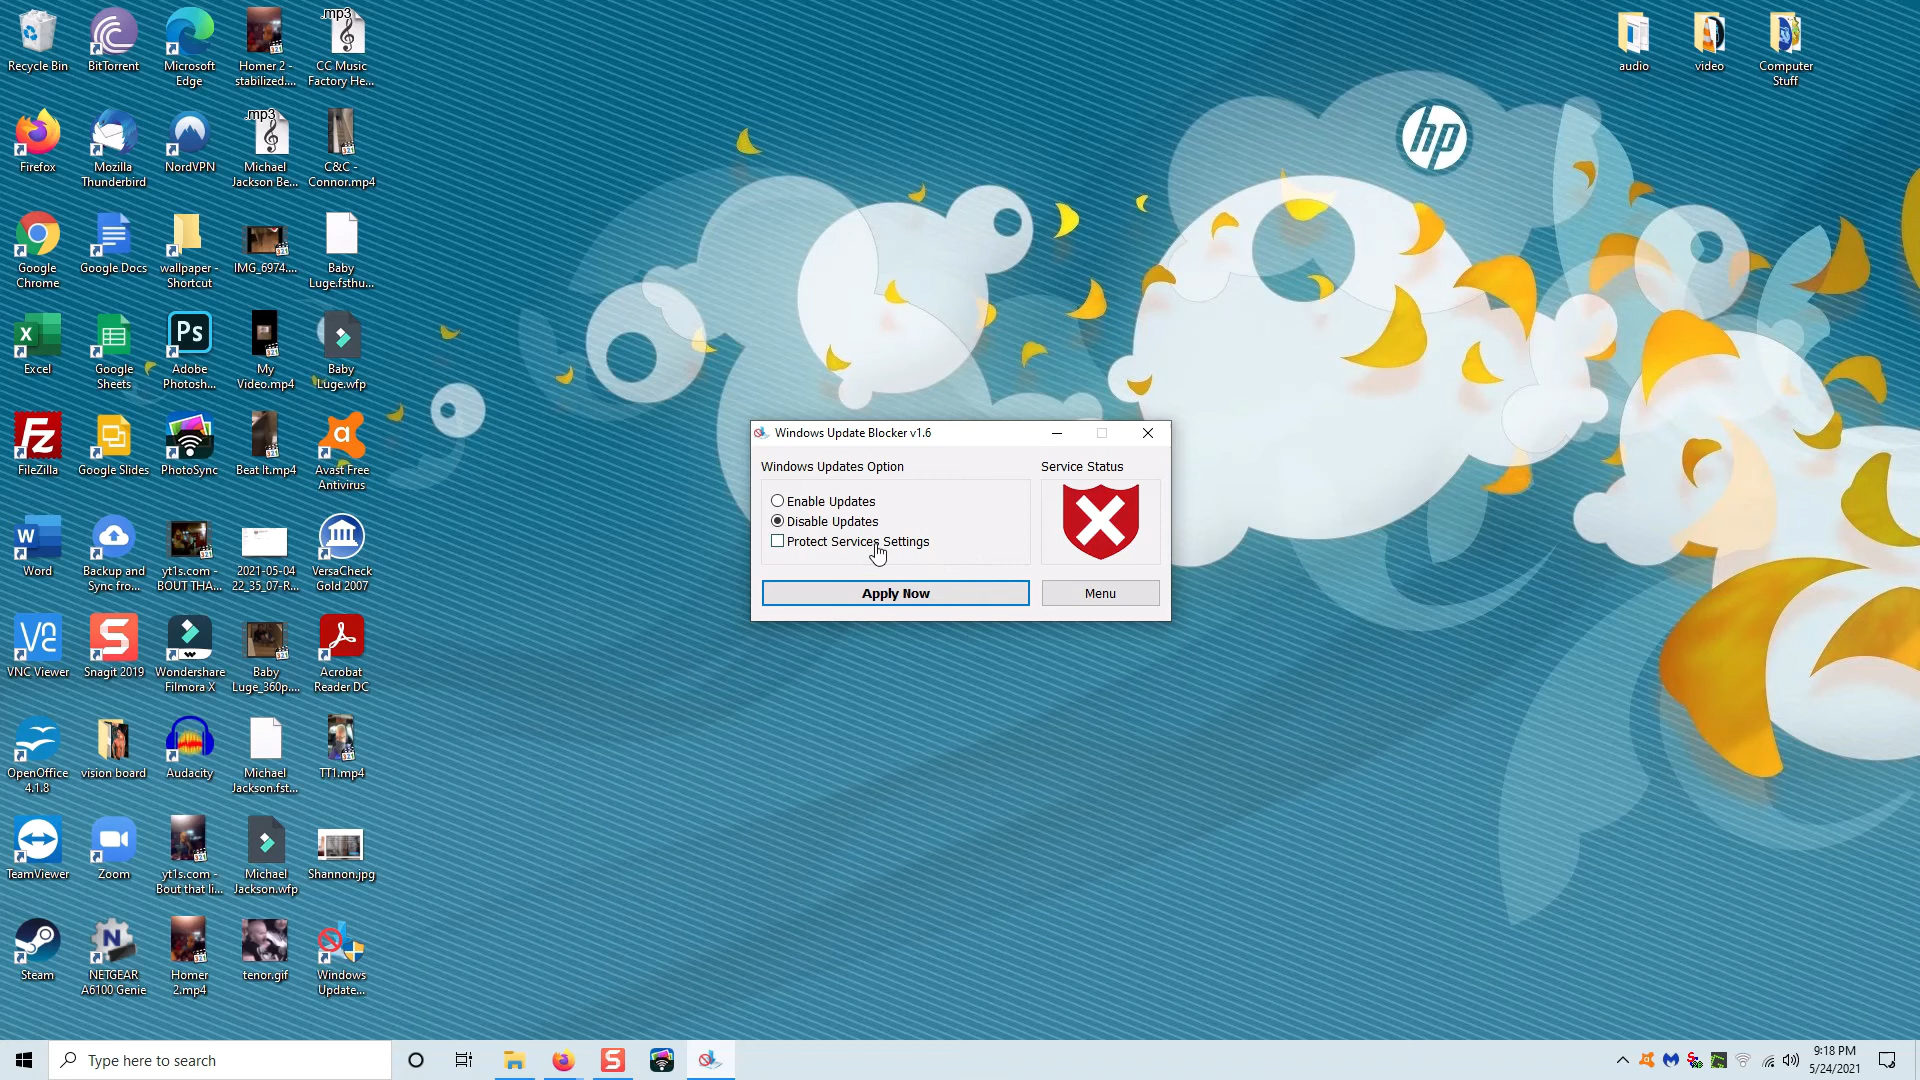 Recycle Bin
BitTorrent
Microsoft
Edge
Homer 2 -
stabilized....
.mp3
CC Music
Factory He...
audio
video
Computer
Stuff
hp
Firefox
Mozilla
Thunderbird
NordVPN
.mp3
Michael
Jackson Be...
C&C -
Connor.mp4
Google
Chrome
Google Docs
wallpaper -
Shortcut
IMG_6974....
Baby
Luge.fsthu...
Excel
Google
Sheets
Ps
Adobe
Photosh...
My
Video.mp4
Baby
Luge.wfp
FileZilla
Google Slides
PhotoSync
Beat It.mp4
Avast Free
Antivirus
Word
Backup and
Sync fro...
yt1s.com -
BOUT THA...
2021-05-04
22_35_07-R...
VersaCheck
Gold 2007
VNC Viewer
Snagit 2019
Wondershare
Filmora X
Baby
Luge_360p....
Acrobat
Reader DC
OpenOffice
4.1.8
vision board
Audacity
Michael
Jackson.fst...
TT1.mp4
TeamViewer
Zoom
yt1s.com -
Bout that li...
Michael
Jackson.wfp
Shannon.jpg
Steam
NETGEAR
A6100 Genie
Homer
2.mp4
tenor.gif
Windows
Update...
Windows Update Blocker v1.6
Windows Updates Option
Service Status
Enable Updates
Disable Updates
Protect Services Settings
Apply Now
Menu
Type here to search
9:18 PM
5/24/2021